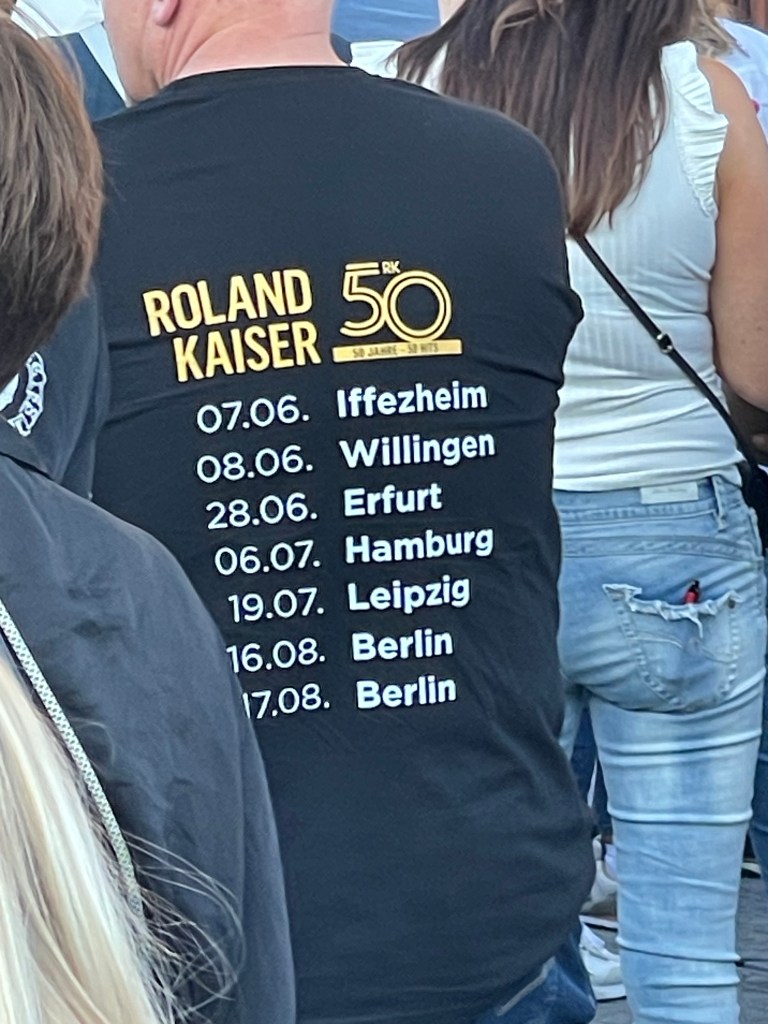 ROLAND
KAISER
RK
50
50 JAHRE - 50 HITS
07.06. Iffezheim
08.06. Willingen
28.06. Erfurt
06.07. Hamburg
19.07. Leipzig
16.08. Berlin
17.08. Berlin